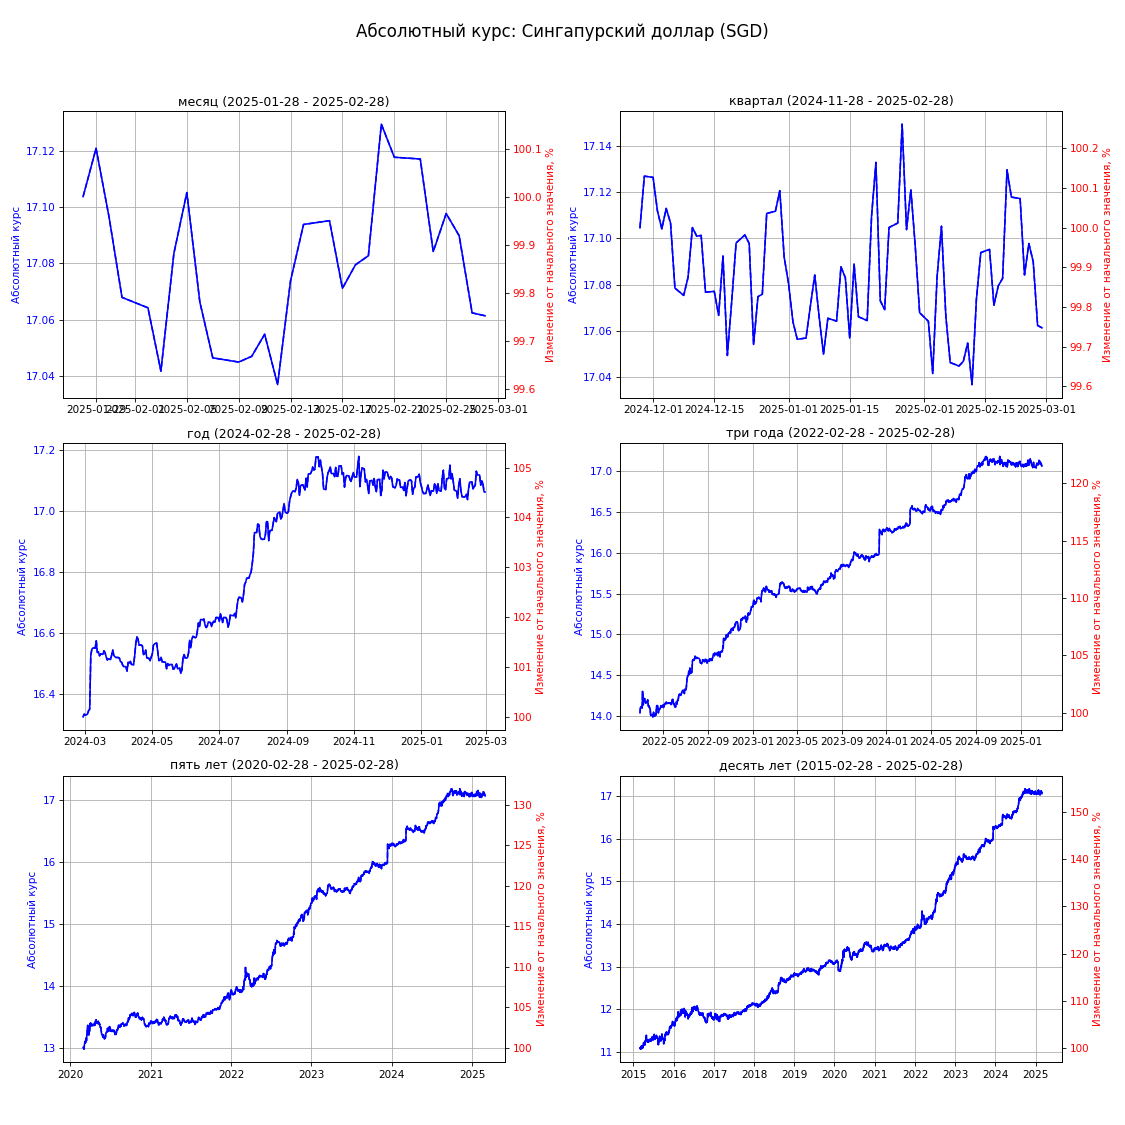 Абсолютный курс: Сингапурский доллар (SGD)
месяц (2025-01-28 - 2025-02-28)
Абсолютный курс
17.12
17.10
17.08
17.06
17.04
100.1
100.0
99.9
99.8
99.7
99.6
Изменение от начального значения, %
2025-01-29 2025-02-01 2025-02-05 2025-02-09 2025-02-13 2025-02-17 2025-02-21 2025-02-25 2025-03-01
квартал (2024-11-28 - 2025-02-28)
Абсолютный курс
17.14
17.12
17.10
17.08
17.06
17.04
100.2
100.1
100.0
99.9
99.8
99.7
99.6
Изменение от начального значения, %
2024-12-01 2024-12-15 2025-01-01 2025-01-15 2025-02-01 2025-02-15 2025-03-01
год (2024-02-28 - 2025-02-28)
Абсолютный курс
17.2
17.0
16.8
16.6
16.4
105
104
103
102
101
100
Изменение от начального значения, %
2024-03 2024-05 2024-07 2024-09 2024-11 2025-01 2025-03
три года (2022-02-28 - 2025-02-28)
Абсолютный курс
17.0
16.5
16.0
15.5
15.0
14.5
14.0
120
115
110
105
100
Изменение от начального значения, %
2022-05 2022-09 2023-01 2023-05 2023-09 2024-01 2024-05 2024-09 2025-01
пять лет (2020-02-28 - 2025-02-28)
Абсолютный курс
17
16
15
14
13
130
125
120
115
110
105
100
Изменение от начального значения, %
2020 2021 2022 2023 2024 2025
десять лет (2015-02-28 - 2025-02-28)
Абсолютный курс
17
16
15
14
13
12
11
150
140
130
120
110
100
Изменение от начального значения, %
2015 2016 2017 2018 2019 2020 2021 2022 2023 2024 2025